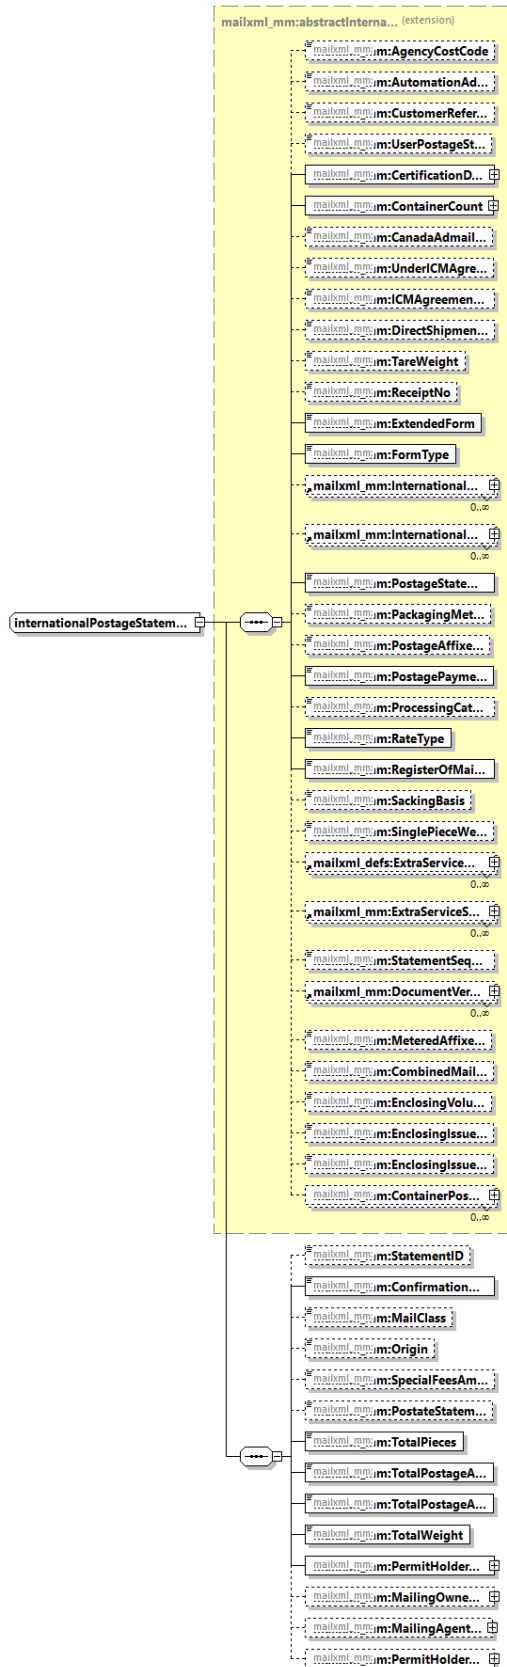 mailxml_mm:abstractInterna... (extension)
mailxml_mm:m:AgencyCostCode
mailxml_mm:m:AutomationAd...
mailxml_mm:m:CustomerRefer...
mailxml_mm:m:UserPostageSt...
mailxml_mm:m:CertificationD...
mailxml_mm:m:ContainerCount
mailxml_mm:m:CanadaAdmail...
mailxml_mm:m:UnderICMAgre...
mailxml_mm:m:ICMAgreemen...
mailxml_mm:m:DirectShipmen...
mailxml_mm:m:TareWeight
mailxml_mm:m:ReceiptNo
mailxml_mm:m:ExtendedForm
mailxml_mm:m:FormType
mailxml_mm:International...
0..∞
mailxml_mm:International...
0..∞
mailxml_mm:m:PostageState...
mailxml_mm:m:PackagingMet...
internationalPostageStatem...
mailxml_mm:m:PostageAffixe...
mailxml_mm:m:PostagePayme...
mailxml_mm:m:ProcessingCat...
mailxml_mm:m:RateType
mailxml_mm:m:RegisterOfMai...
mailxml_mm:m:SackingBasis
mailxml_mm:m:SinglePieceWe...
mailxml_defs:ExtraService...
0..∞
mailxml_mm:ExtraServiceS...
0..∞
mailxml_mm:m:StatementSeq...
mailxml_mm:DocumentVer...
0..∞
mailxml_mm:m:MeteredAffixe...
mailxml_mm:m:CombinedMail...
mailxml_mm:m:EnclosingVolu...
mailxml_mm:m:EnclosingIssue...
mailxml_mm:m:EnclosingIssue...
mailxml_mm:m:ContainerPos...
0..∞
mailxml_mm:m:StatementID
mailxml_mm:m:Confirmation...
mailxml_mm:m:MailClass
mailxml_mm:m:Origin
mailxml_mm:m:SpecialFeesAm...
mailxml_mm:m:PostateStatem...
mailxml_mm:m:TotalPieces
mailxml_mm:m:TotalPostageA...
mailxml_mm:m:TotalPostageA...
mailxml_mm:m:TotalWeight
mailxml_mm:m:PermitHolder...
mailxml_mm:m:MailingOwne...
mailxml_mm:m:MailingAgent...
mailxml_mm:m:PermitHolder...